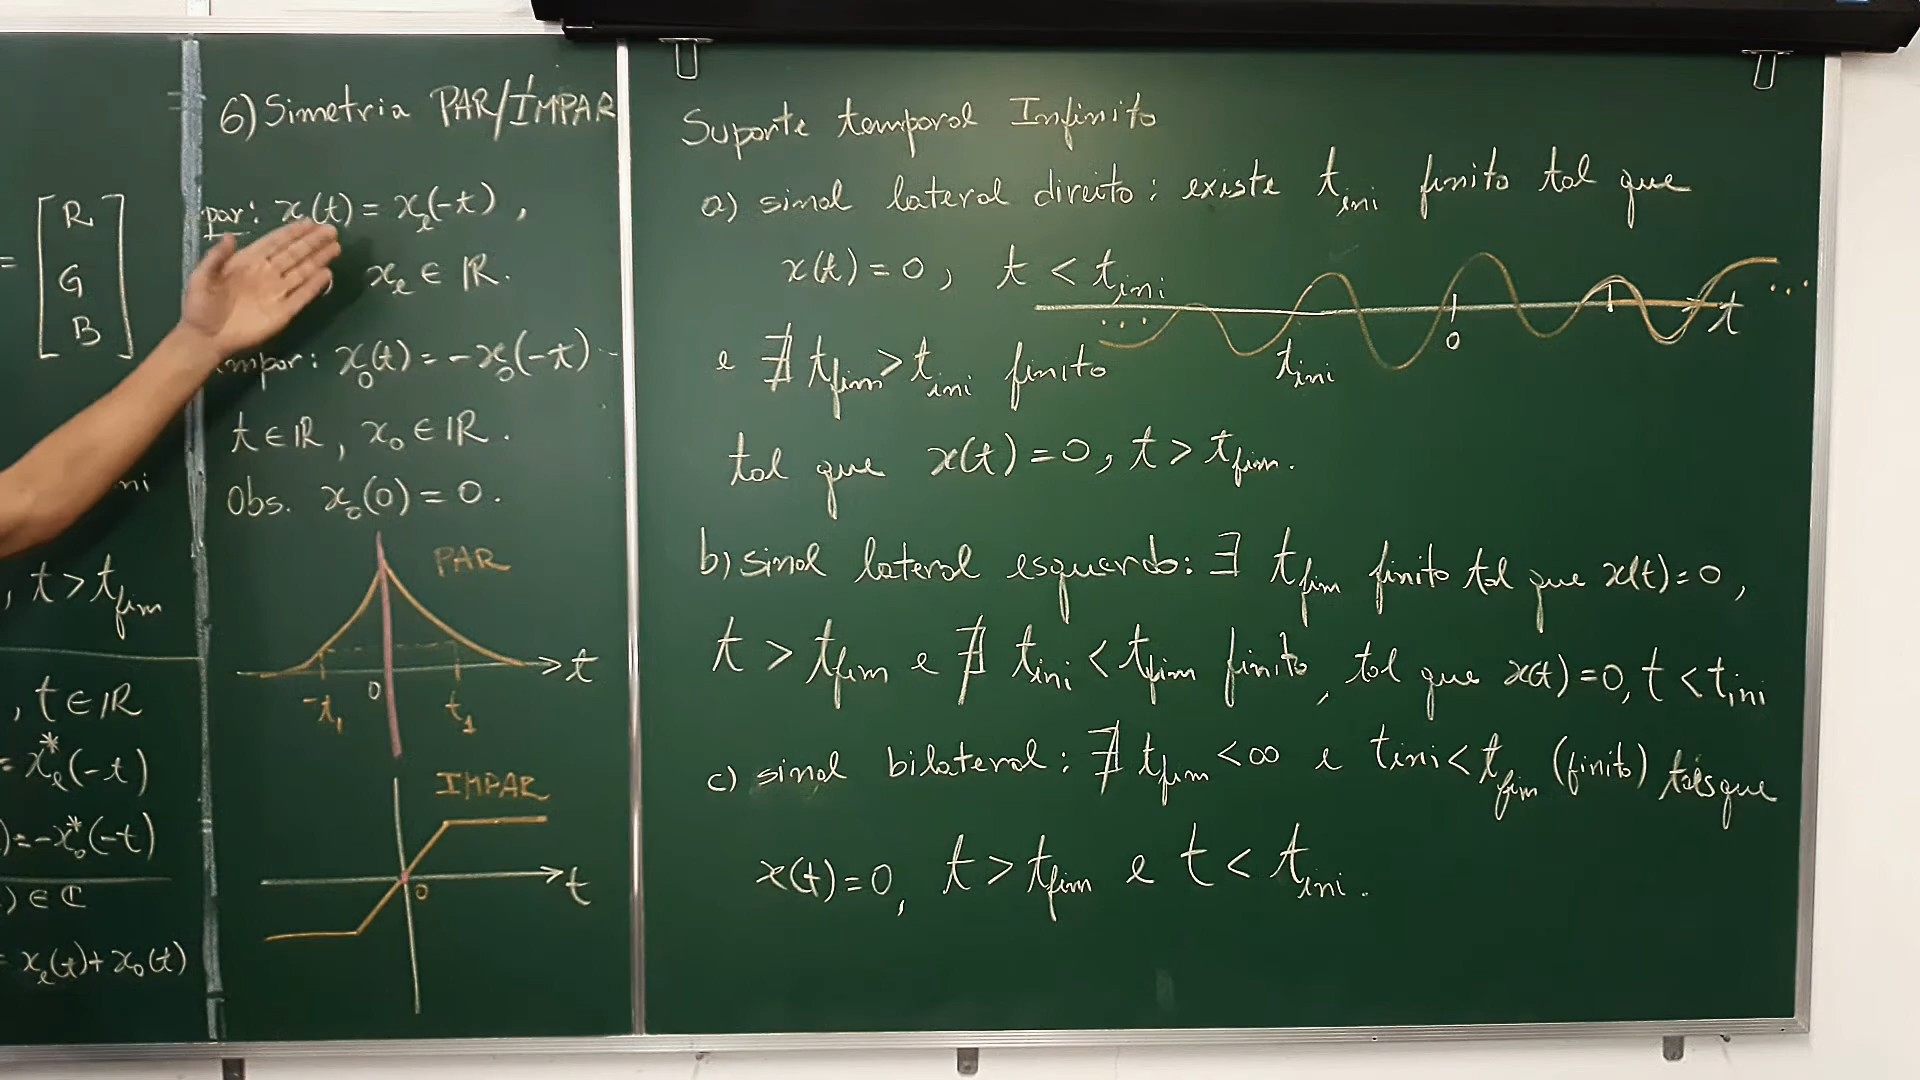 [R
G
B]
=
ni
, t > t_fim
, t ∈ ℝ
= x_e*(-t)
) = -x_o*(-t)
) ∈ ℂ
= x_e(t) + x_o(t)
6) Simetria PAR/ÍMPAR
par: x_e(t) = x_e(-t) ,
x_e ∈ ℝ.
ímpar: x_o(t) = -x_o(-t)
t ∈ ℝ , x_o ∈ ℝ .
Obs. x_o(0) = 0 .
PAR
t
-t_1 0 t_1
IMPAR
t
0
Suporte temporal Infinito
a) sinal lateral direito: existe t_ini finito tal que
x(t) = 0 , t < t_ini
... ... t
0
t_ini
e ∄ t_fim > t_ini finito
tal que x(t) = 0 , t > t_fim .
b) sinal lateral esquerdo: ∃ t_fim finito tal que x(t) = 0 ,
t > t_fim e ∄ t_ini < t_fim finito, tal que x(t) = 0, t < t_ini
c) sinal bilateral: ∄ t_fim < ∞ e t_ini < t_fim (finito) tais que
x(t) = 0, t > t_fim e t < t_ini .